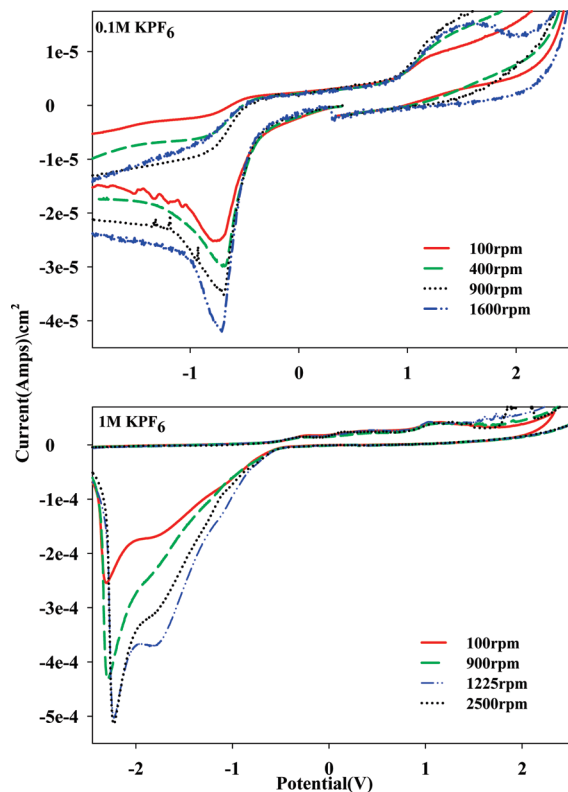 0.1M KPF6
1e-5
0
-1e-5
-2e-5
-3e-5
-4e-5
100rpm
400rpm
900rpm
1600rpm
-1 0 1 2
Current(Amps)\cm2
1M KPF6
0
-1e-4
-2e-4
-3e-4
-4e-4
-5e-4
100rpm
900rpm
1225rpm
2500rpm
-2 -1 0 1 2
Potential(V)